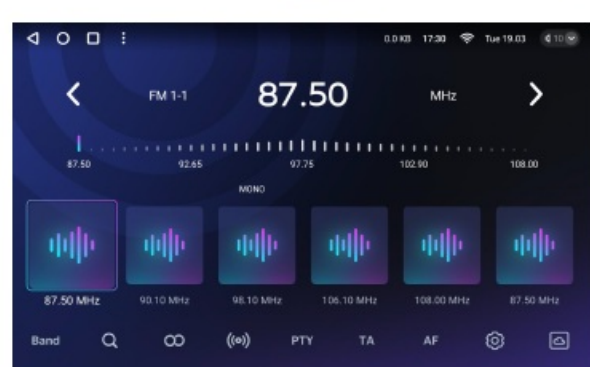 0.0 KB 17:30 Tue 19.03 10
FM 1-1 87.50 MHz
87.50 92.65 97.75 102.90 108.00
MONO
87.50 MHz 90.10 MHz 98.10 MHz 106.10 MHz 108.00 MHz 87.50 MHz
Band PTY TA AF